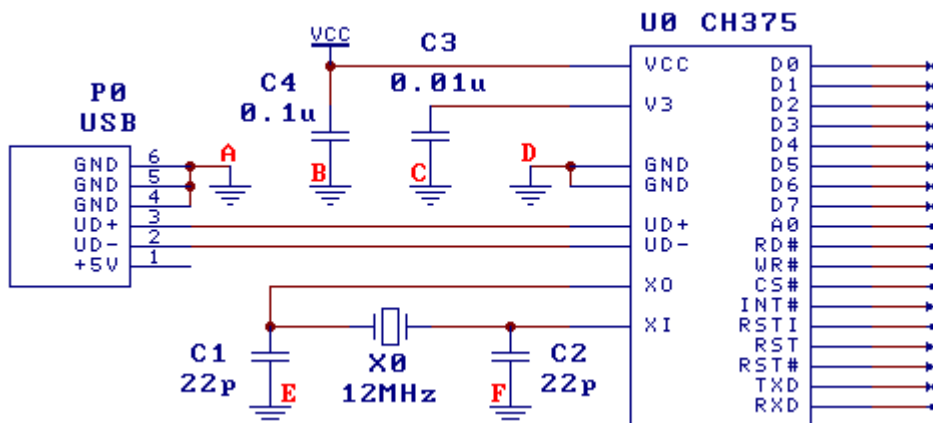 U0 CH375
VCC
C3
0.01u
C4
0.1u
P0
USB
GND 6
GND 5
GND 4
UD+ 3
UD- 2
+5V 1
A
B
C
D
VCC
V3
GND
GND
UD+
UD-
XO
XI
D0
D1
D2
D3
D4
D5
D6
D7
A0
RD#
WR#
CS#
INT#
RSTI
RST
RST#
TXD
RXD
C1
22p
E
X0
12MHz
F
C2
22p